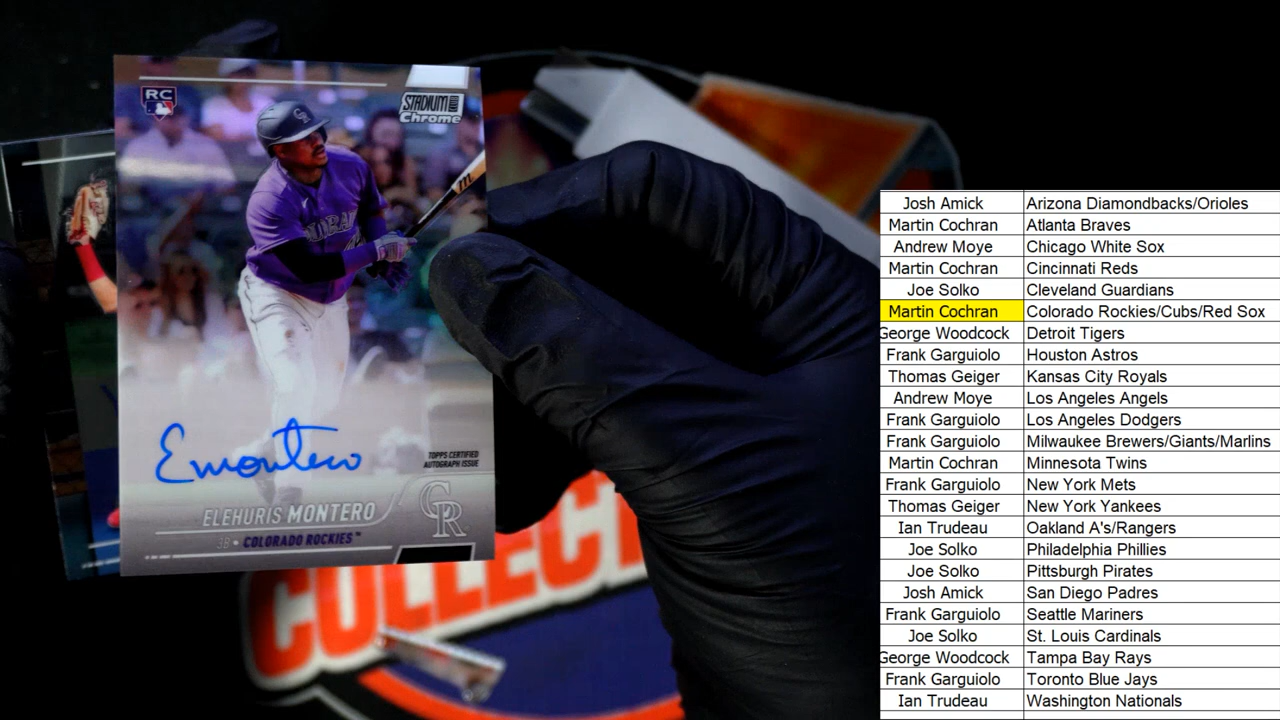 RC
STADIUM CLUB
Chrome
CR
COLORADO
Emontero
TOPPS CERTIFIED
AUTOGRAPH ISSUE
ELEHURIS MONTERO
3B • COLORADO ROCKIES™
CR
COLLECT
Josh Amick Arizona Diamondbacks/Orioles
Martin Cochran Atlanta Braves
Andrew Moye Chicago White Sox
Martin Cochran Cincinnati Reds
Joe Solko Cleveland Guardians
Martin Cochran Colorado Rockies/Cubs/Red Sox
George Woodcock Detroit Tigers
Frank Garguiolo Houston Astros
Thomas Geiger Kansas City Royals
Andrew Moye Los Angeles Angels
Frank Garguiolo Los Angeles Dodgers
Frank Garguiolo Milwaukee Brewers/Giants/Marlins
Martin Cochran Minnesota Twins
Frank Garguiolo New York Mets
Thomas Geiger New York Yankees
Ian Trudeau Oakland A's/Rangers
Joe Solko Philadelphia Phillies
Joe Solko Pittsburgh Pirates
Josh Amick San Diego Padres
Frank Garguiolo Seattle Mariners
Joe Solko St. Louis Cardinals
George Woodcock Tampa Bay Rays
Frank Garguiolo Toronto Blue Jays
Ian Trudeau Washington Nationals